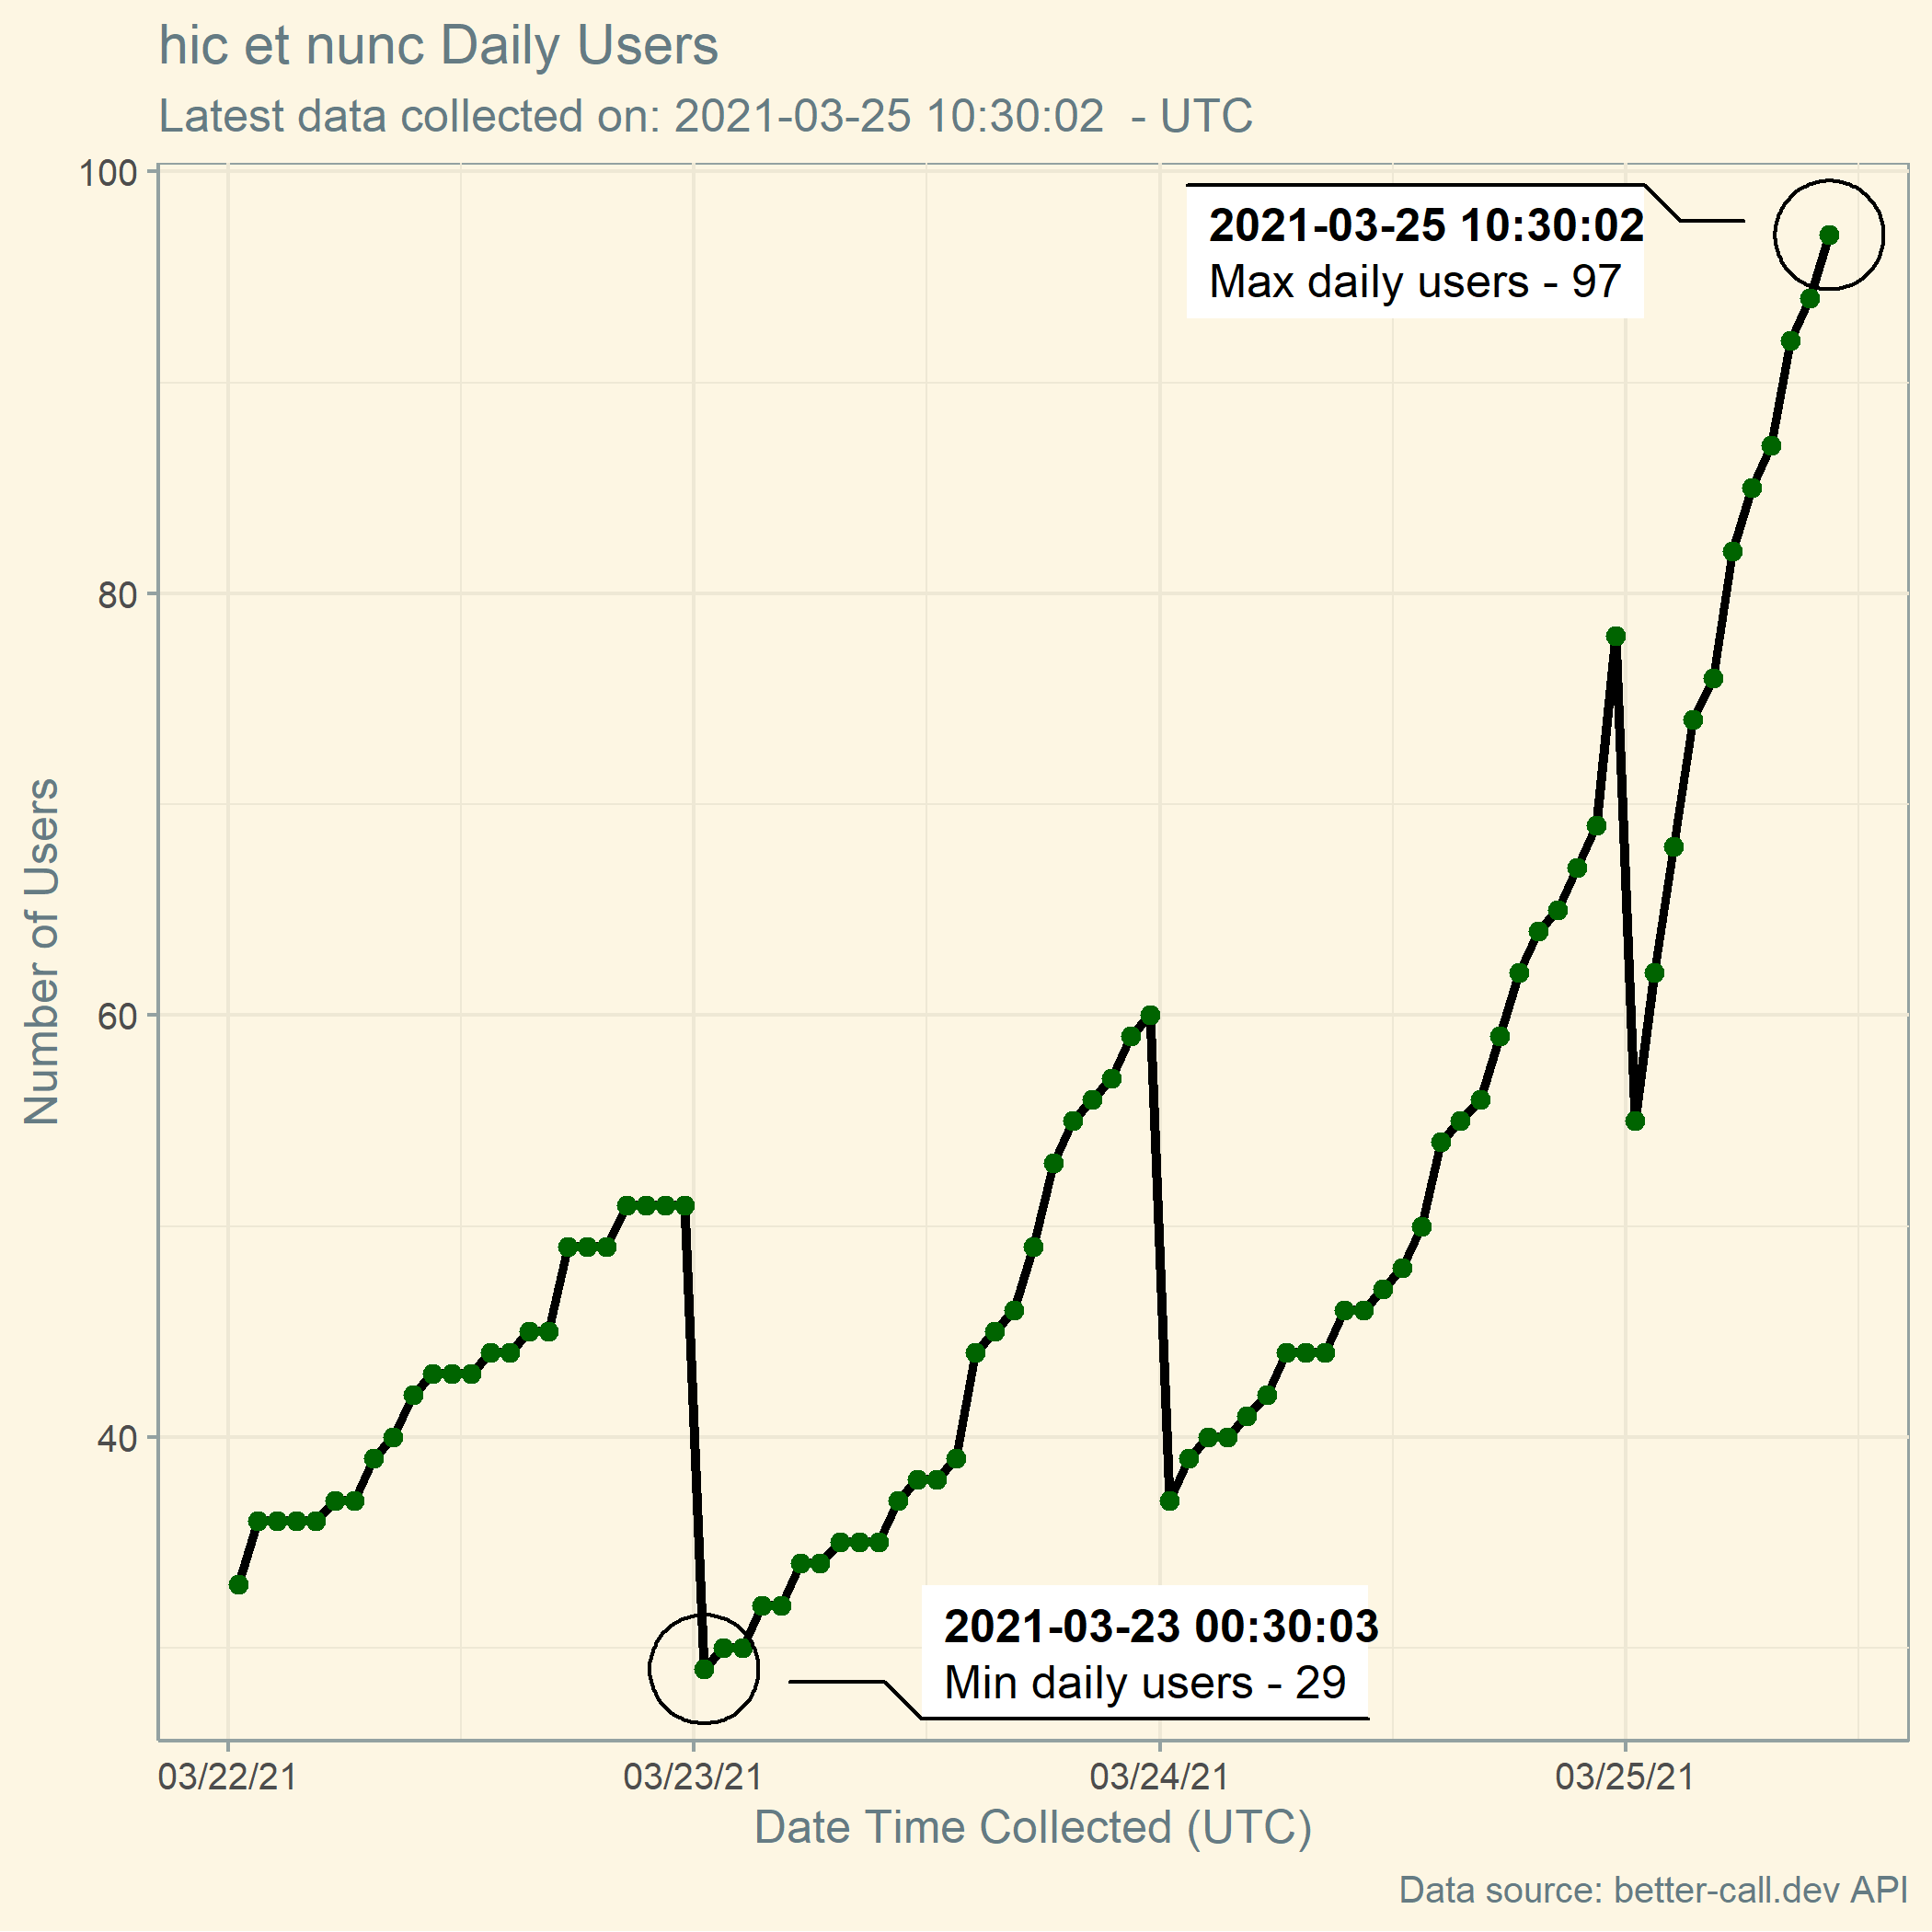 hic et nunc Daily Users
Latest data collected on: 2021-03-25 10:30:02  - UTC
100
80
60
40
Number of Users
2021-03-25 10:30:02
Max daily users - 97
2021-03-23 00:30:03
Min daily users - 29
03/22/21
03/23/21
03/24/21
03/25/21
Date Time Collected (UTC)
Data source: better-call.dev API